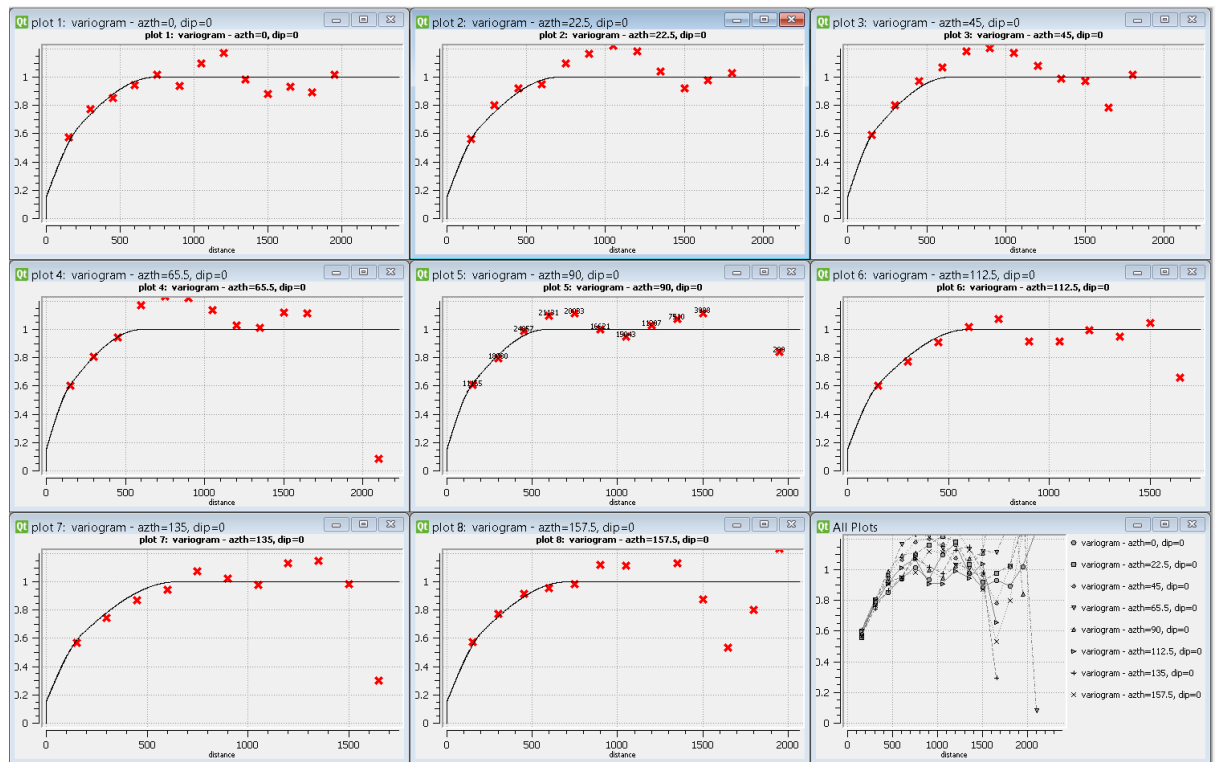 Qt plot 1: variogram - azth=0, dip=0
plot 1: variogram - azth=0, dip=0
1
0.8
0.6
0.4
0.2
0
0 500 1000 1500 2000
distance
Qt plot 2: variogram - azth=22.5, dip=0
plot 2: variogram - azth=22.5, dip=0
1
0.8
0.6
0.4
0.2
0
0 500 1000 1500 2000
distance
Qt plot 3: variogram - azth=45, dip=0
plot 3: variogram - azth=45, dip=0
1
0.8
0.6
0.4
0.2
0
0 500 1000 1500 2000
distance
Qt plot 4: variogram - azth=65.5, dip=0
plot 4: variogram - azth=65.5, dip=0
1
0.8
0.6
0.4
0.2
0
0 500 1000 1500 2000
distance
Qt plot 5: variogram - azth=90, dip=0
plot 5: variogram - azth=90, dip=0
1
0.8
0.6
0.4
0.2
0
0 500 1000 1500 2000
distance
Qt plot 6: variogram - azth=112.5, dip=0
plot 6: variogram - azth=112.5, dip=0
1
0.8
0.6
0.4
0.2
0
0 500 1000 1500
distance
Qt plot 7: variogram - azth=135, dip=0
plot 7: variogram - azth=135, dip=0
1
0.8
0.6
0.4
0.2
0
0 500 1000 1500
distance
Qt plot 8: variogram - azth=157.5, dip=0
plot 8: variogram - azth=157.5, dip=0
1
0.8
0.6
0.4
0.2
0
0 500 1000 1500 2000
distance
Qt All Plots
1
0.8
0.6
0.4
0.2
0
0 500 1000 1500 2000
distance
variogram - azth=0, dip=0
variogram - azth=22.5, dip=0
variogram - azth=45, dip=0
variogram - azth=65.5, dip=0
variogram - azth=90, dip=0
variogram - azth=112.5, dip=0
variogram - azth=135, dip=0
variogram - azth=157.5, dip=0